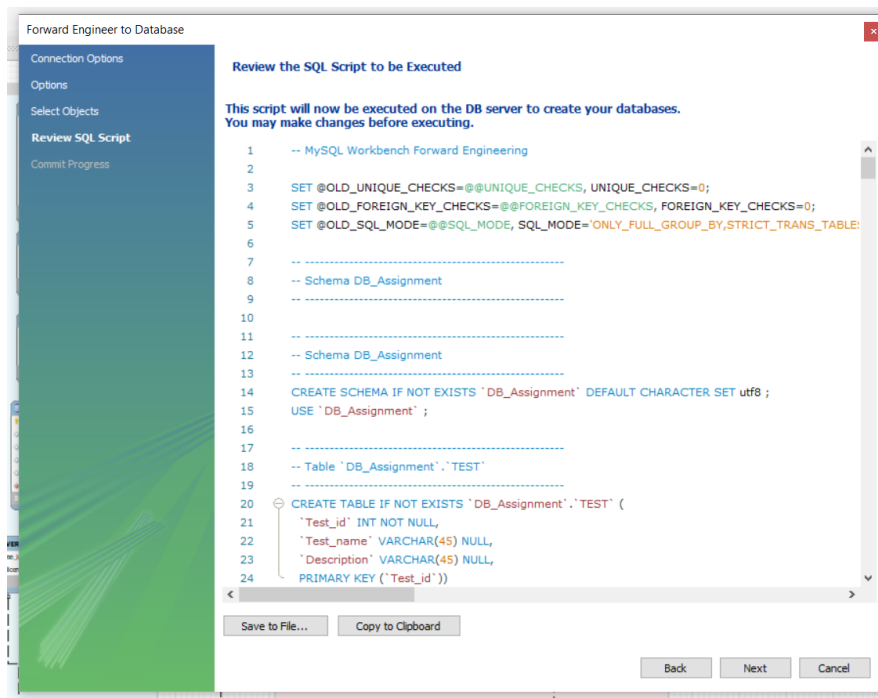 Forward Engineer to Database
Connection Options
Options
Select Objects
Review SQL Script
Commit Progress
Review the SQL Script to be Executed
This script will now be executed on the DB server to create your databases.
You may make changes before executing.
1 -- MySQL Workbench Forward Engineering
2
3 SET @OLD_UNIQUE_CHECKS=@@UNIQUE_CHECKS, UNIQUE_CHECKS=0;
4 SET @OLD_FOREIGN_KEY_CHECKS=@@FOREIGN_KEY_CHECKS, FOREIGN_KEY_CHECKS=0;
5 SET @OLD_SQL_MODE=@@SQL_MODE, SQL_MODE='ONLY_FULL_GROUP_BY,STRICT_TRANS_TABLES
6
7 -- -----------------------------------------------------
8 -- Schema DB_Assignment
9 -- -----------------------------------------------------
10
11 -- -----------------------------------------------------
12 -- Schema DB_Assignment
13 -- -----------------------------------------------------
14 CREATE SCHEMA IF NOT EXISTS `DB_Assignment` DEFAULT CHARACTER SET utf8 ;
15 USE `DB_Assignment` ;
16
17 -- -----------------------------------------------------
18 -- Table `DB_Assignment`.`TEST`
19 -- -----------------------------------------------------
20 CREATE TABLE IF NOT EXISTS `DB_Assignment`.`TEST` (
21 `Test_id` INT NOT NULL,
22 `Test_name` VARCHAR(45) NULL,
23 `Description` VARCHAR(45) NULL,
24 PRIMARY KEY (`Test_id`))
Save to File...
Copy to Clipboard
Back
Next
Cancel